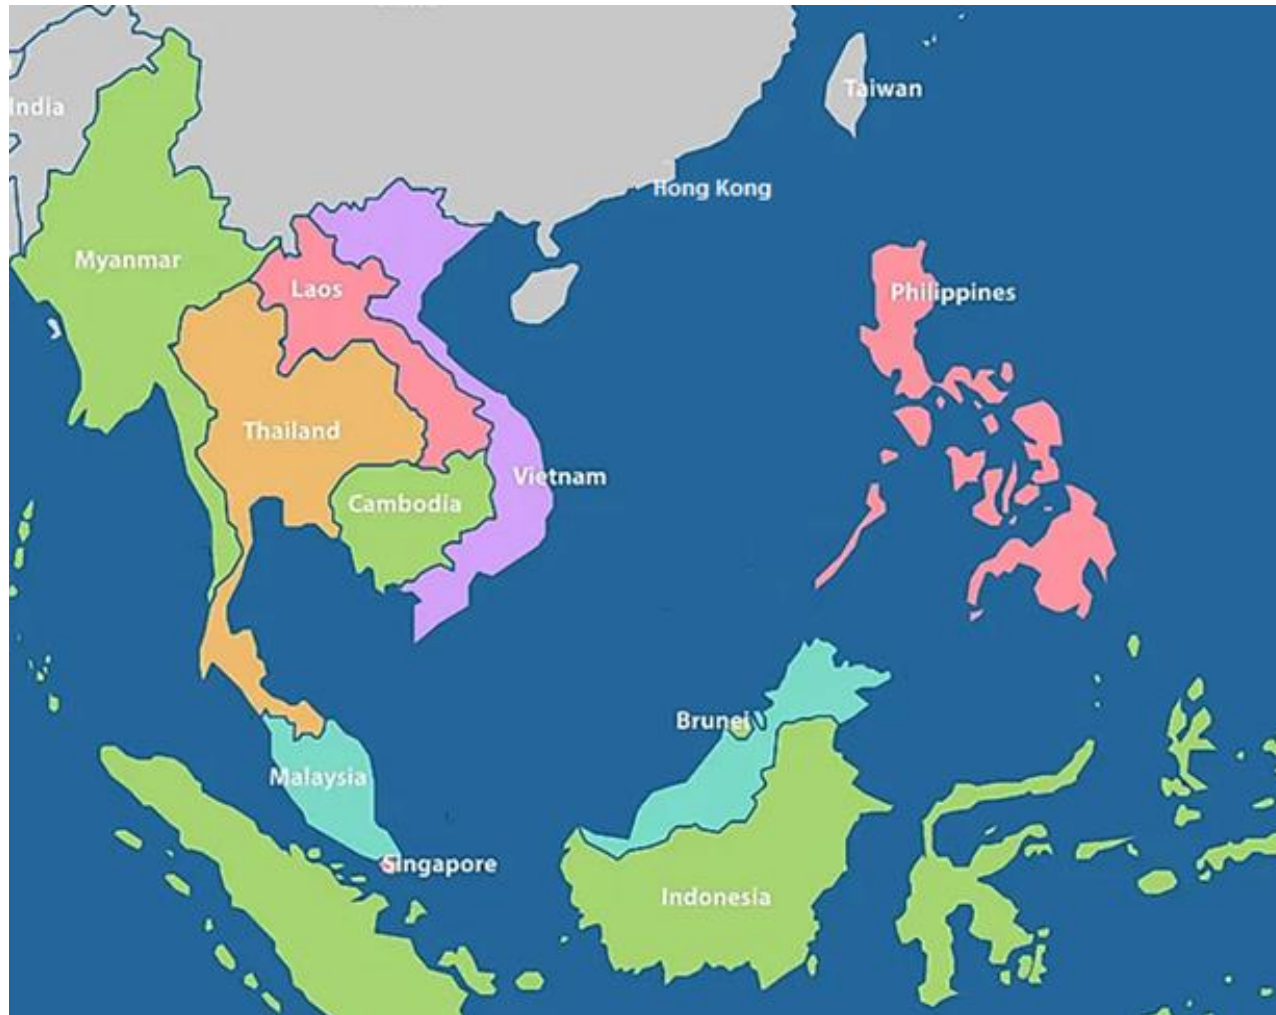 Taiwan
India
Hong Kong
Myanmar
Laos
Philippines
Thailand
Vietnam
Cambodia
Brunei
Malaysia
Singapore
Indonesia